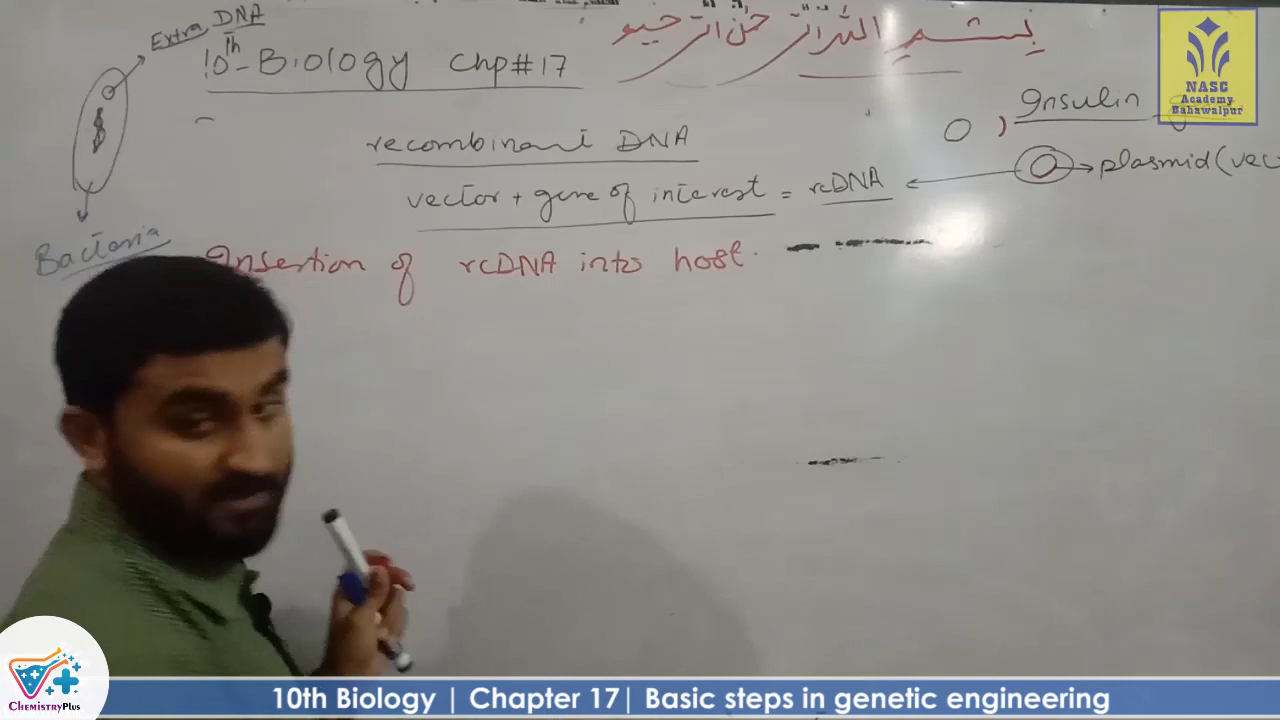 بسم اللہ الرحمٰن الرحیم
Extra DNA
10th Biology Chp#17
Insulin
recombinant DNA
plasmid(vec
vector + gene of interest = rcDNA
Bacteria
Insertion of rcDNA into host.
NASC
Academy
Bahawalpur
ChemistryPlus
10th Biology | Chapter 17| Basic steps in genetic engineering